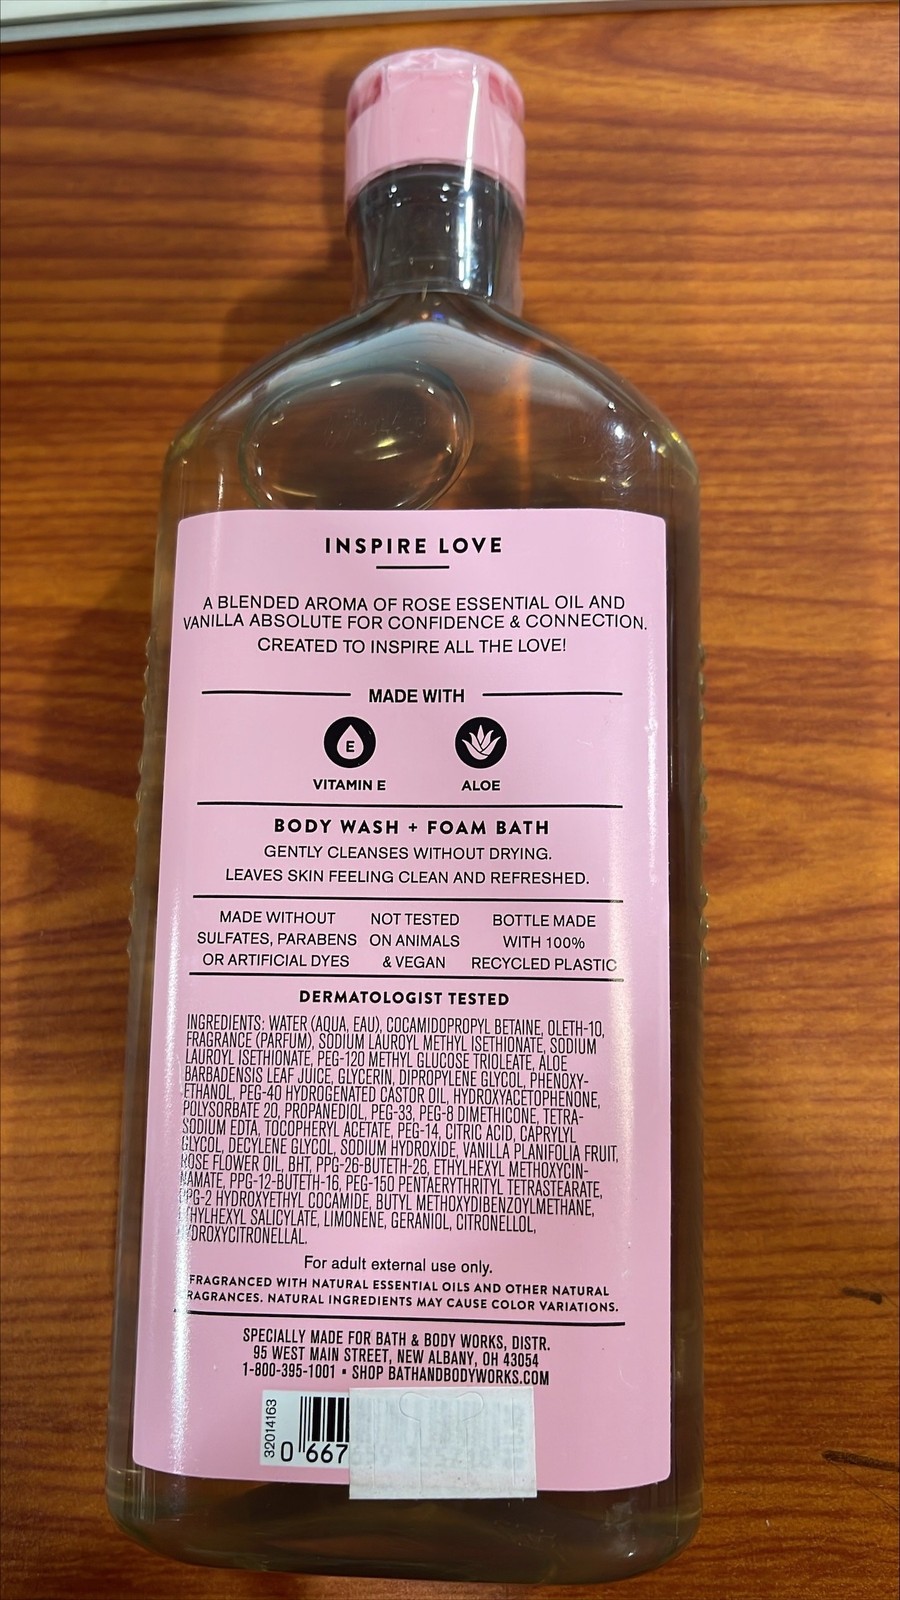 INSPIRE LOVE
A BLENDED AROMA OF ROSE ESSENTIAL OIL AND
VANILLA ABSOLUTE FOR CONFIDENCE & CONNECTION.
CREATED TO INSPIRE ALL THE LOVE!
MADE WITH
E
VITAMIN E ALOE
BODY WASH + FOAM BATH
GENTLY CLEANSES WITHOUT DRYING.
LEAVES SKIN FEELING CLEAN AND REFRESHED.
MADE WITHOUT NOT TESTED BOTTLE MADE
SULFATES, PARABENS ON ANIMALS WITH 100%
OR ARTIFICIAL DYES & VEGAN RECYCLED PLASTIC
DERMATOLOGIST TESTED
INGREDIENTS: WATER (AQUA, EAU), COCAMIDOPROPYL BETAINE, OLETH-10,
FRAGRANCE (PARFUM), SODIUM LAUROYL METHYL ISETHIONATE, SODIUM
LAUROYL ISETHIONATE, PEG-120 METHYL GLUCOSE TRIOLEATE, ALOE
BARBADENSIS LEAF JUICE, GLYCERIN, DIPROPYLENE GLYCOL, PHENOXY-
ETHANOL, PEG-40 HYDROGENATED CASTOR OIL, HYDROXYACETOPHENONE,
POLYSORBATE 20, PROPANEDIOL, PEG-33, PEG-8 DIMETHICONE, TETRA-
SODIUM EDTA, TOCOPHERYL ACETATE, PEG-14, CITRIC ACID, CAPRYLYL
GLYCOL, DECYLENE GLYCOL, SODIUM HYDROXIDE, VANILLA PLANIFOLIA FRUIT,
ROSE FLOWER OIL, BHT, PPG-26-BUTETH-26, ETHYLHEXYL METHOXYCIN-
NAMATE, PPG-12-BUTETH-16, PEG-150 PENTAERYTHRITYL TETRASTEARATE,
PPG-2 HYDROXYETHYL COCAMIDE, BUTYL METHOXYDIBENZOYLMETHANE,
THYLHEXYL SALICYLATE, LIMONENE, GERANIOL, CITRONELLOL,
DROXYCITRONELLAL.
For adult external use only.
FRAGRANCED WITH NATURAL ESSENTIAL OILS AND OTHER NATURAL
RAGRANCES. NATURAL INGREDIENTS MAY CAUSE COLOR VARIATIONS.
SPECIALLY MADE FOR BATH & BODY WORKS, DISTR.
95 WEST MAIN STREET, NEW ALBANY, OH 43054
1-800-395-1001 • SHOP BATHANDBODYWORKS.COM
32014163
0 667